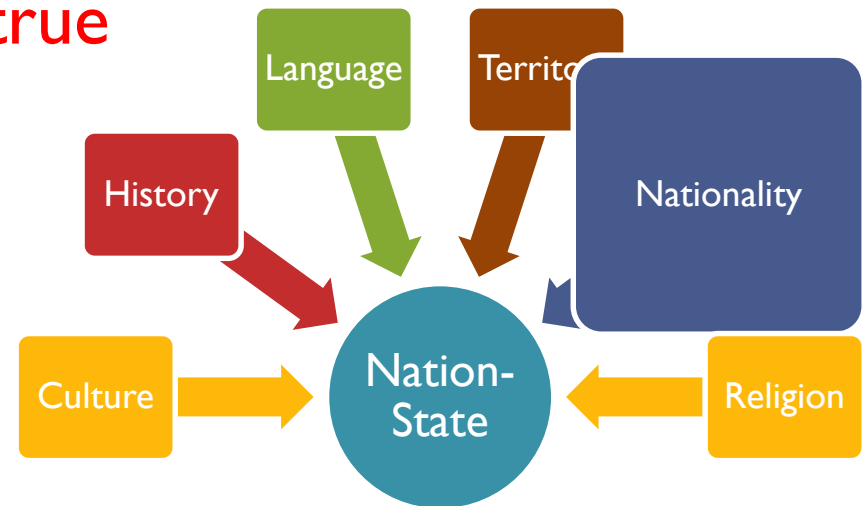 true
Language
Territo
History
Nationality
Nation-
State
Culture
Religion